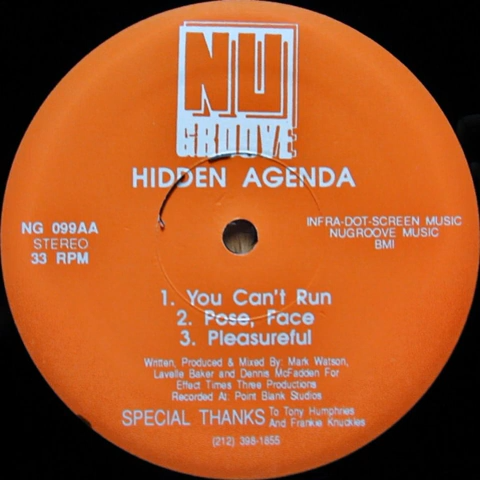 NU
GROOVE
HIDDEN AGENDA
NG 099AA
STEREO
33 RPM
INFRA-DOT-SCREEN MUSIC
NUGROOVE MUSIC
BMI
1. You Can't Run
2. Pose, Face
3. Pleasureful
Written, Produced & Mixed By: Mark Watson,
Lavelle Baker and Dennis McFadden For
Effect Times Three Productions
Recorded At: Point Blank Studios
SPECIAL THANKS To Tony Humphries
And Frankie Knuckles
(212) 398-1855